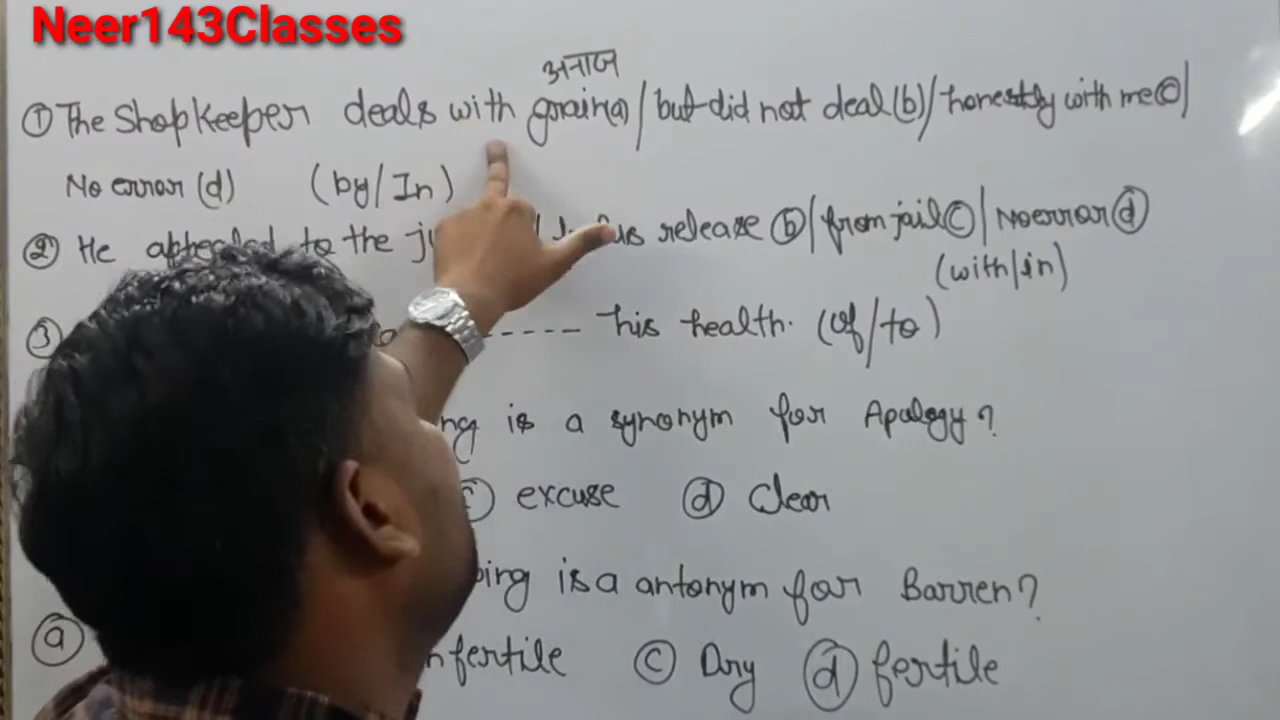 Neer143Classes
अनाज
① The Shopkeeper deals with grain(a)/but did not deal(b)/honestly with me ©/
No error (d) (by/In)
② He appealed to the release ⓑ/from jail ©/No error ⓓ
(with/in)
③ ------ his health. (of/to)
is a synonym for Apology?
excuse ⓓ Clear
is a antonym for Barren?
ⓐ © Dry ⓓ fertile